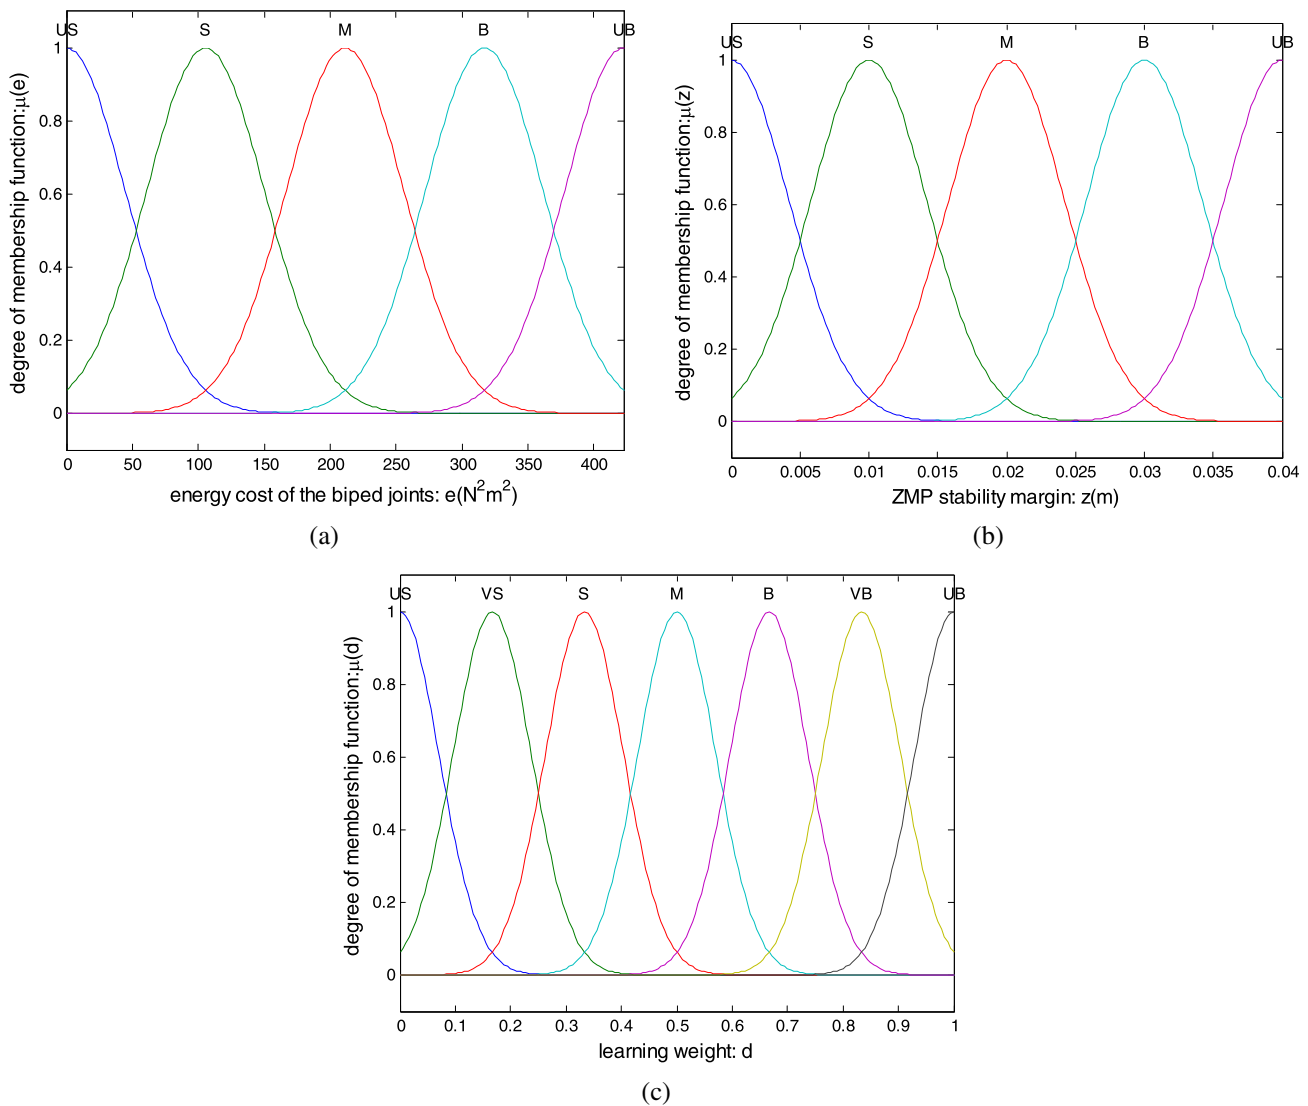 US S M B UB
1
0.8
0.6
0.4
0.2
0
degree of membership function:μ(e)
0 50 100 150 200 250 300 350 400
energy cost of the biped joints: e(N²m²)
(a)
US S M B UB
1
0.8
0.6
0.4
0.2
0
degree of membership function:μ(z)
0 0.005 0.01 0.015 0.02 0.025 0.03 0.035 0.04
ZMP stability margin: z(m)
(b)
US VS S M B VB UB
1
0.8
0.6
0.4
0.2
0
degree of membership function:μ(d)
0 0.1 0.2 0.3 0.4 0.5 0.6 0.7 0.8 0.9 1
learning weight: d
(c)